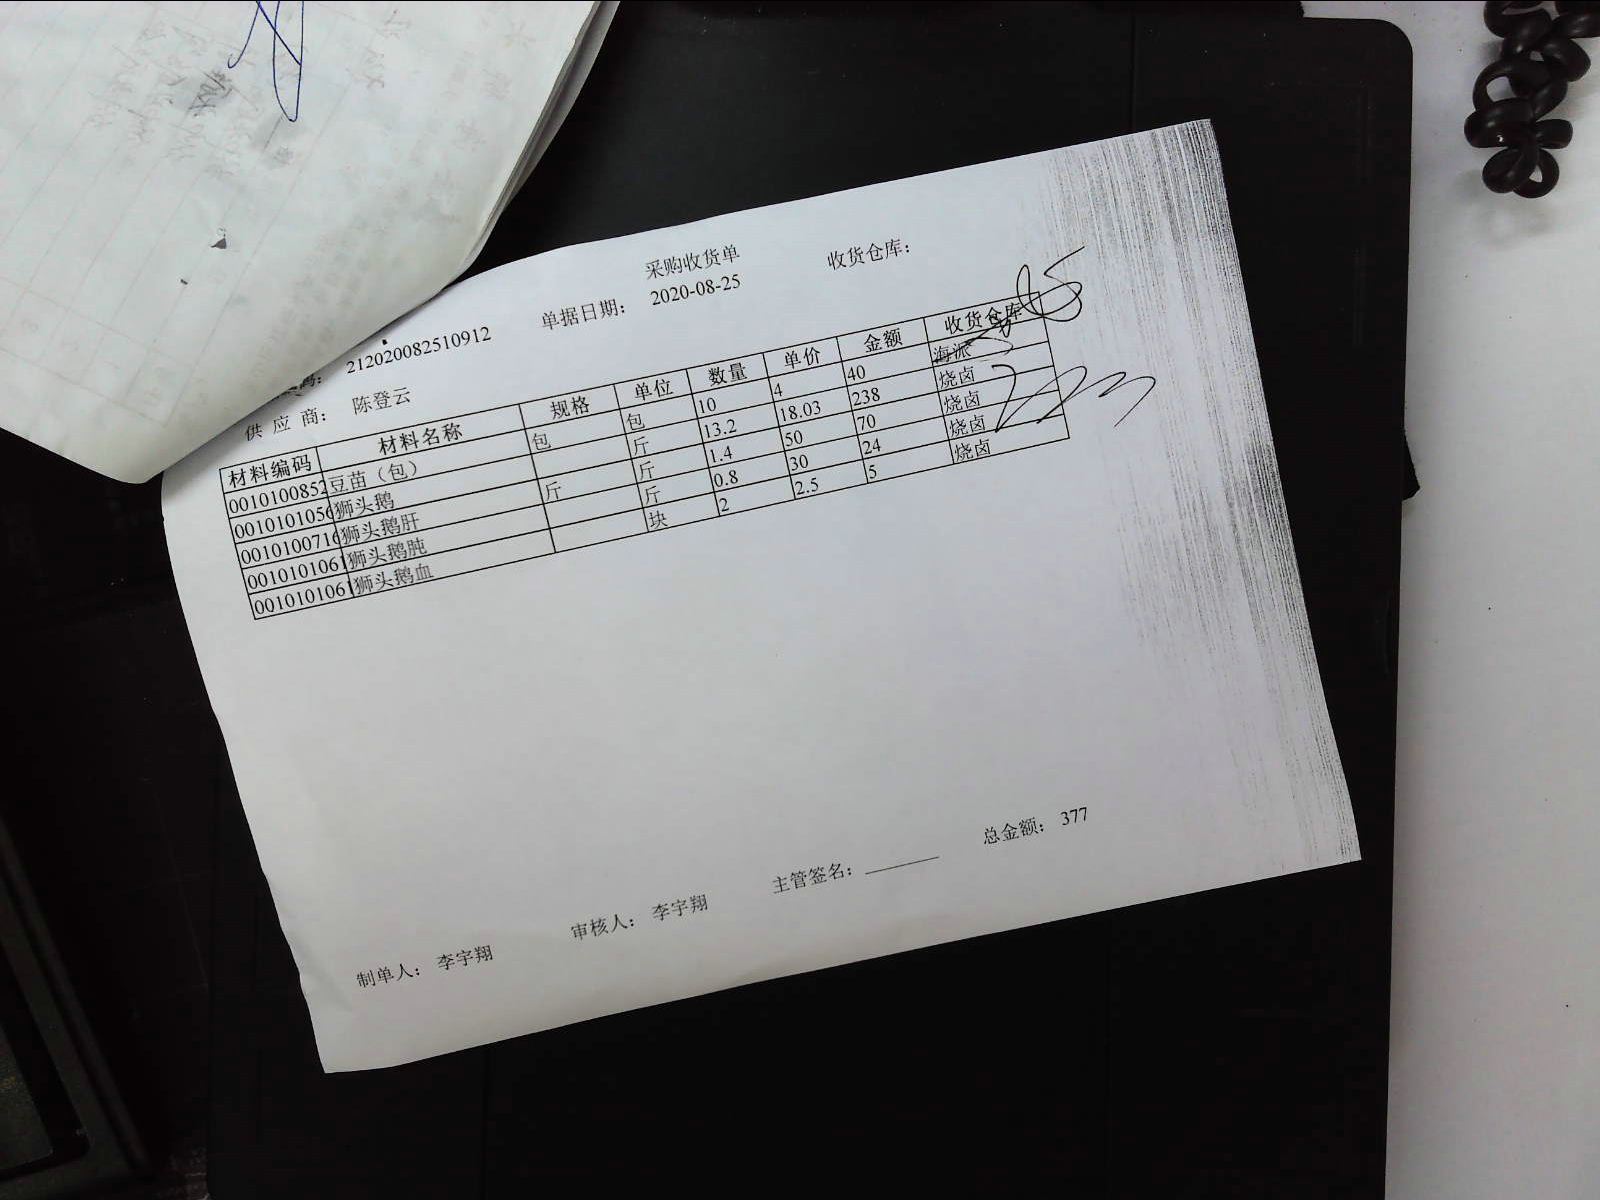 采购收货单
收货仓库：
码： 212020082510912 单据日期： 2020-08-25
供 应 商： 陈登云
材料编码 材料名称 规格 单位 数量 单价 金额 收货仓库
001010085 豆苗（包） 包 包 10 4 40 海派
001010105 狮头鹅 斤 13.2 18.03 238 烧卤
001010071 狮头鹅肝 斤 斤 1.4 50 70 烧卤
001010106 狮头鹅肫 斤 0.8 30 24 烧卤
001010106 狮头鹅血 块 2 2.5 5 烧卤
总金额： 377
制单人： 李宇翔 审核人： 李宇翔 主管签名：